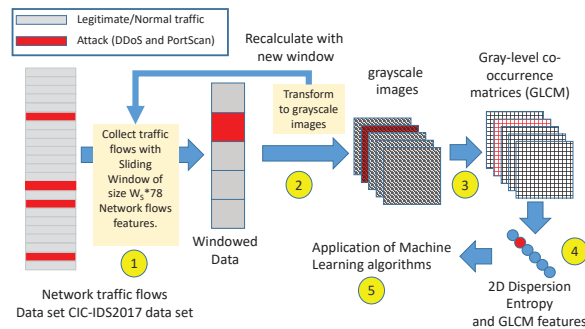 Legitimate/Normal traffic
Attack (DDoS and PortScan)
Recalculate with
new window
Collect traffic
flows with
Sliding
Window of
size Ws*78
Network flows
features.
1
Network traffic flows
Data set CIC-IDS2017 data set
Windowed
Data
Transform
to grayscale
images
2
grayscale
images
3
Gray-level co-
occurrence
matrices (GLCM)
4
2D Dispersion
Entropy
and GLCM features
Application of Machine
Learning algorithms
5